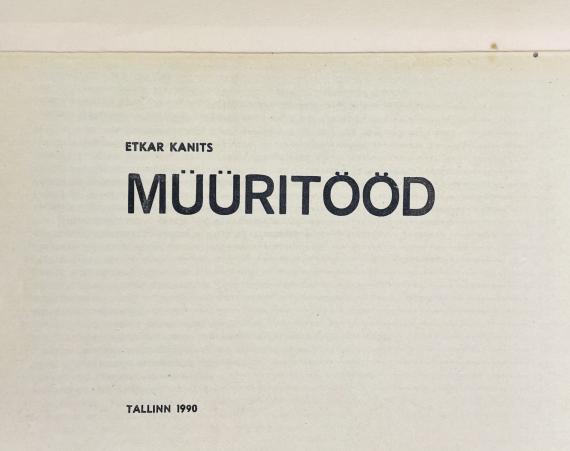 ETKAR KANITS
MÜÜRITÖÖD
TALLINN 1990